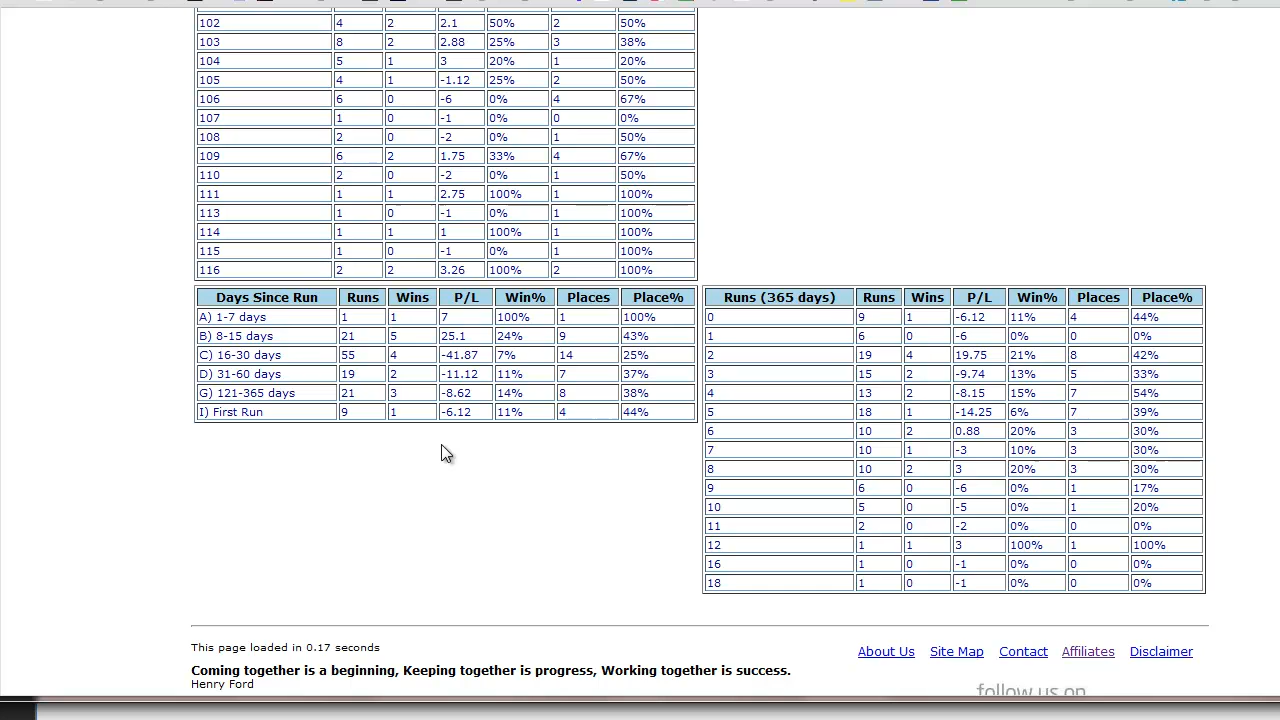 102 4 2 2.1 50% 2 50%
103 8 2 2.88 25% 3 38%
104 5 1 3 20% 1 20%
105 4 1 -1.12 25% 2 50%
106 6 0 -6 0% 4 67%
107 1 0 -1 0% 0 0%
108 2 0 -2 0% 1 50%
109 6 2 1.75 33% 4 67%
110 2 0 -2 0% 1 50%
111 1 1 2.75 100% 1 100%
113 1 0 -1 0% 1 100%
114 1 1 1 100% 1 100%
115 1 0 -1 0% 1 100%
116 2 2 3.26 100% 2 100%
Days Since Run Runs Wins P/L Win% Places Place%
A) 1-7 days 1 1 7 100% 1 100%
B) 8-15 days 21 5 25.1 24% 9 43%
C) 16-30 days 55 4 -41.87 7% 14 25%
D) 31-60 days 19 2 -11.12 11% 7 37%
G) 121-365 days 21 3 -8.62 14% 8 38%
I) First Run 9 1 -6.12 11% 4 44%
Runs (365 days) Runs Wins P/L Win% Places Place%
0 9 1 -6.12 11% 4 44%
1 6 0 -6 0% 0 0%
2 19 4 19.75 21% 8 42%
3 15 2 -9.74 13% 5 33%
4 13 2 -8.15 15% 7 54%
5 18 1 -14.25 6% 7 39%
6 10 2 0.88 20% 3 30%
7 10 1 -3 10% 3 30%
8 10 2 3 20% 3 30%
9 6 0 -6 0% 1 17%
10 5 0 -5 0% 1 20%
11 2 0 -2 0% 0 0%
12 1 1 3 100% 1 100%
16 1 0 -1 0% 0 0%
18 1 0 -1 0% 0 0%
This page loaded in 0.17 seconds
About Us Site Map Contact Affiliates Disclaimer
Coming together is a beginning, Keeping together is progress, Working together is success.
Henry Ford
follow us on